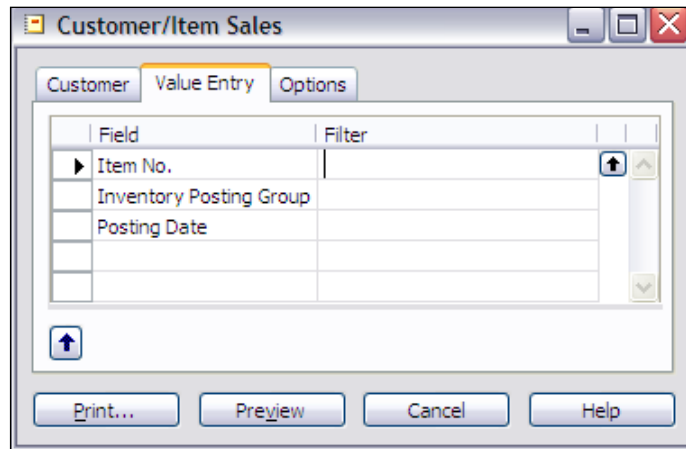 Customer/Item Sales
Customer Value Entry Options
Field Filter
Item No.
Inventory Posting Group
Posting Date
Print... Preview Cancel Help